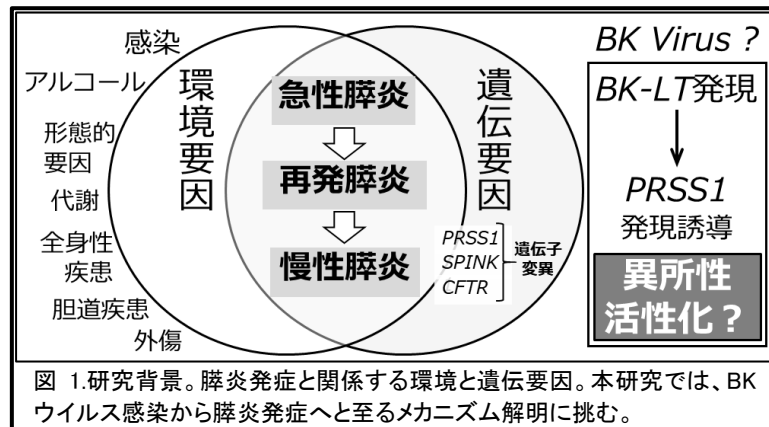 感染
アルコール
形態的
要因
代謝
全身性
疾患
胆道疾患
外傷
環境要因
急性膵炎
再発膵炎
慢性膵炎
遺伝要因
PRSS1
SPINK
CFTR
遺伝子
変異
BK Virus ?
BK-LT発現
PRSS1
発現誘導
異所性
活性化？
図 1.研究背景。膵炎発症と関係する環境と遺伝要因。本研究では、BK
ウイルス感染から膵炎発症へと至るメカニズム解明に挑む。